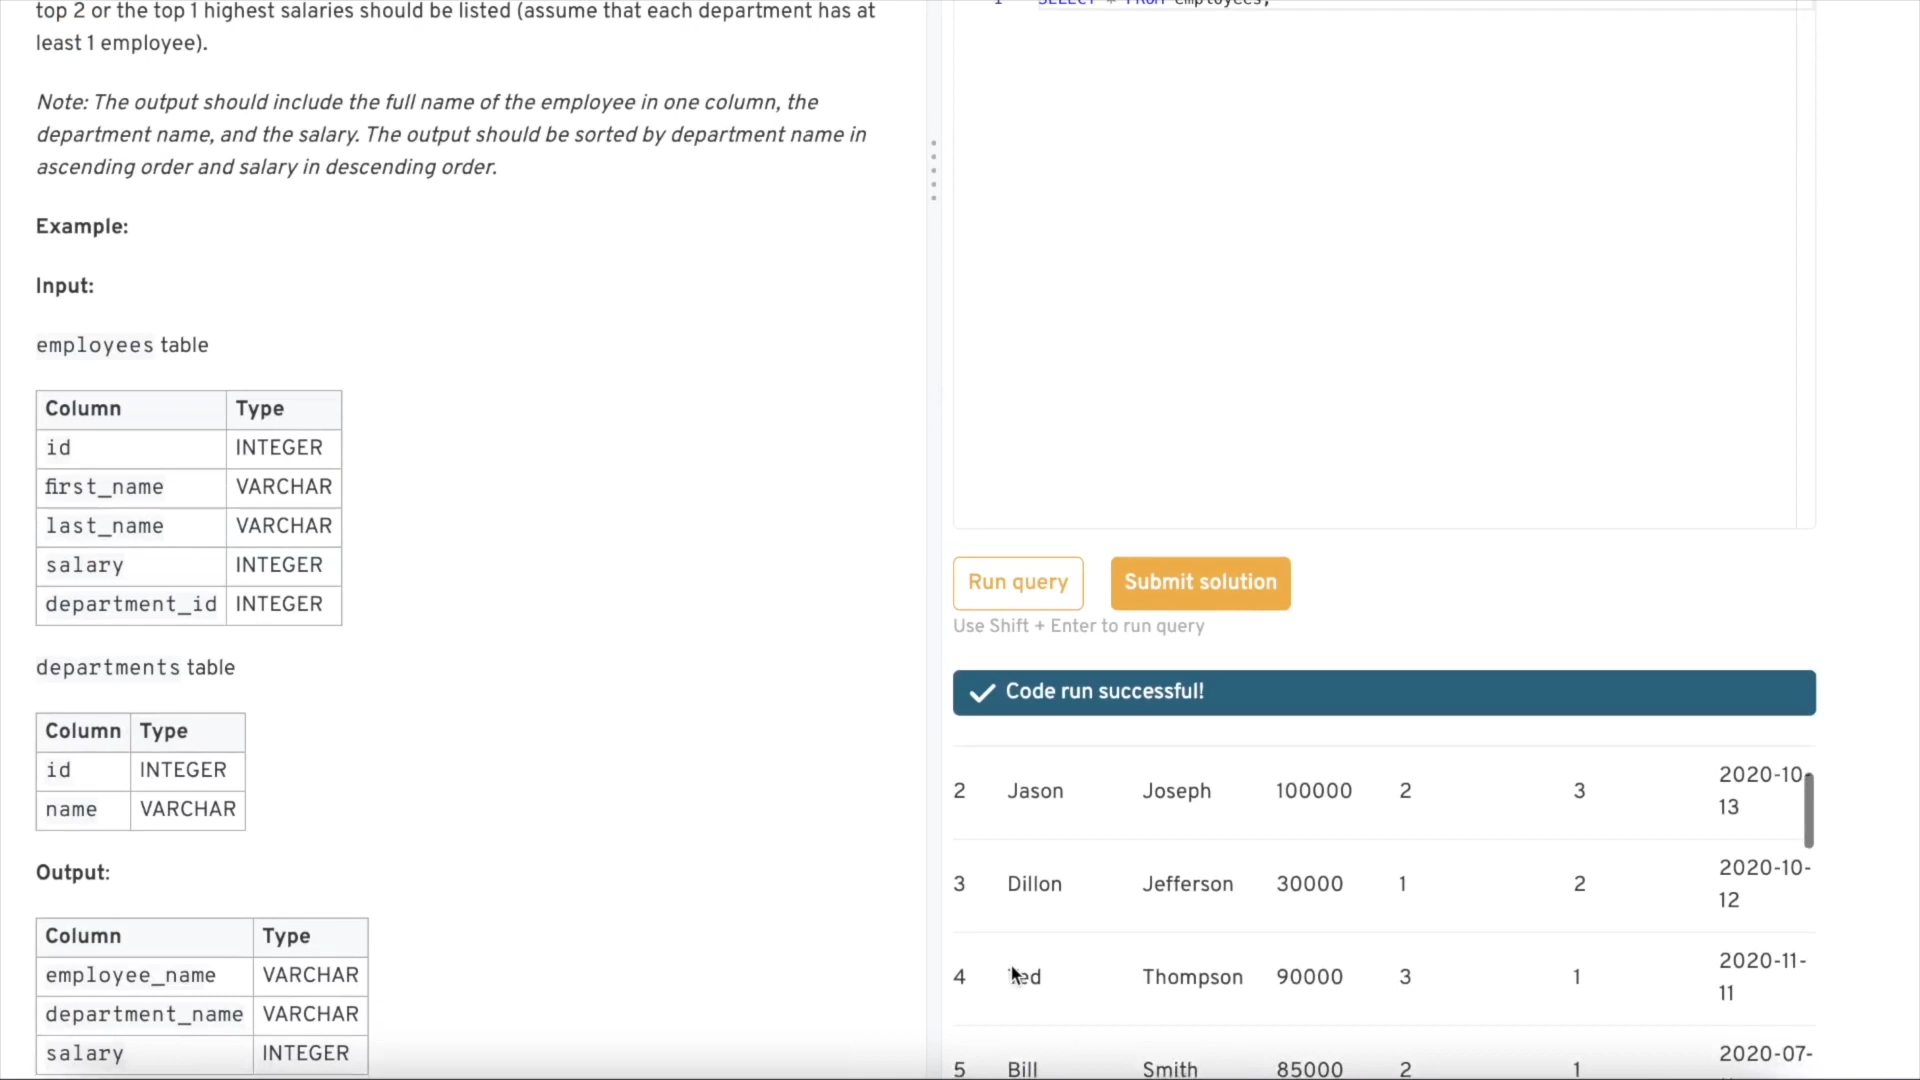 top 2 or the top 1 highest salaries should be listed (assume that each department has at
least 1 employee).
Note: The output should include the full name of the employee in one column, the
department name, and the salary. The output should be sorted by department name in
ascending order and salary in descending order.
Example:
Input:
employees table
Column Type
id INTEGER
first_name VARCHAR
last_name VARCHAR
salary INTEGER
department_id INTEGER
departments table
Column Type
id INTEGER
name VARCHAR
Output:
Column Type
employee_name VARCHAR
department_name VARCHAR
salary INTEGER
1 SELECT * FROM employees;
Run query Submit solution
Use Shift + Enter to run query
Code run successful!
2 Jason Joseph 100000 2 3 2020-10-
13
3 Dillon Jefferson 30000 1 2 2020-10-
12
4 Thompson 90000 3 1 2020-11-
11
5 Bill Smith 85000 2 1 2020-07-